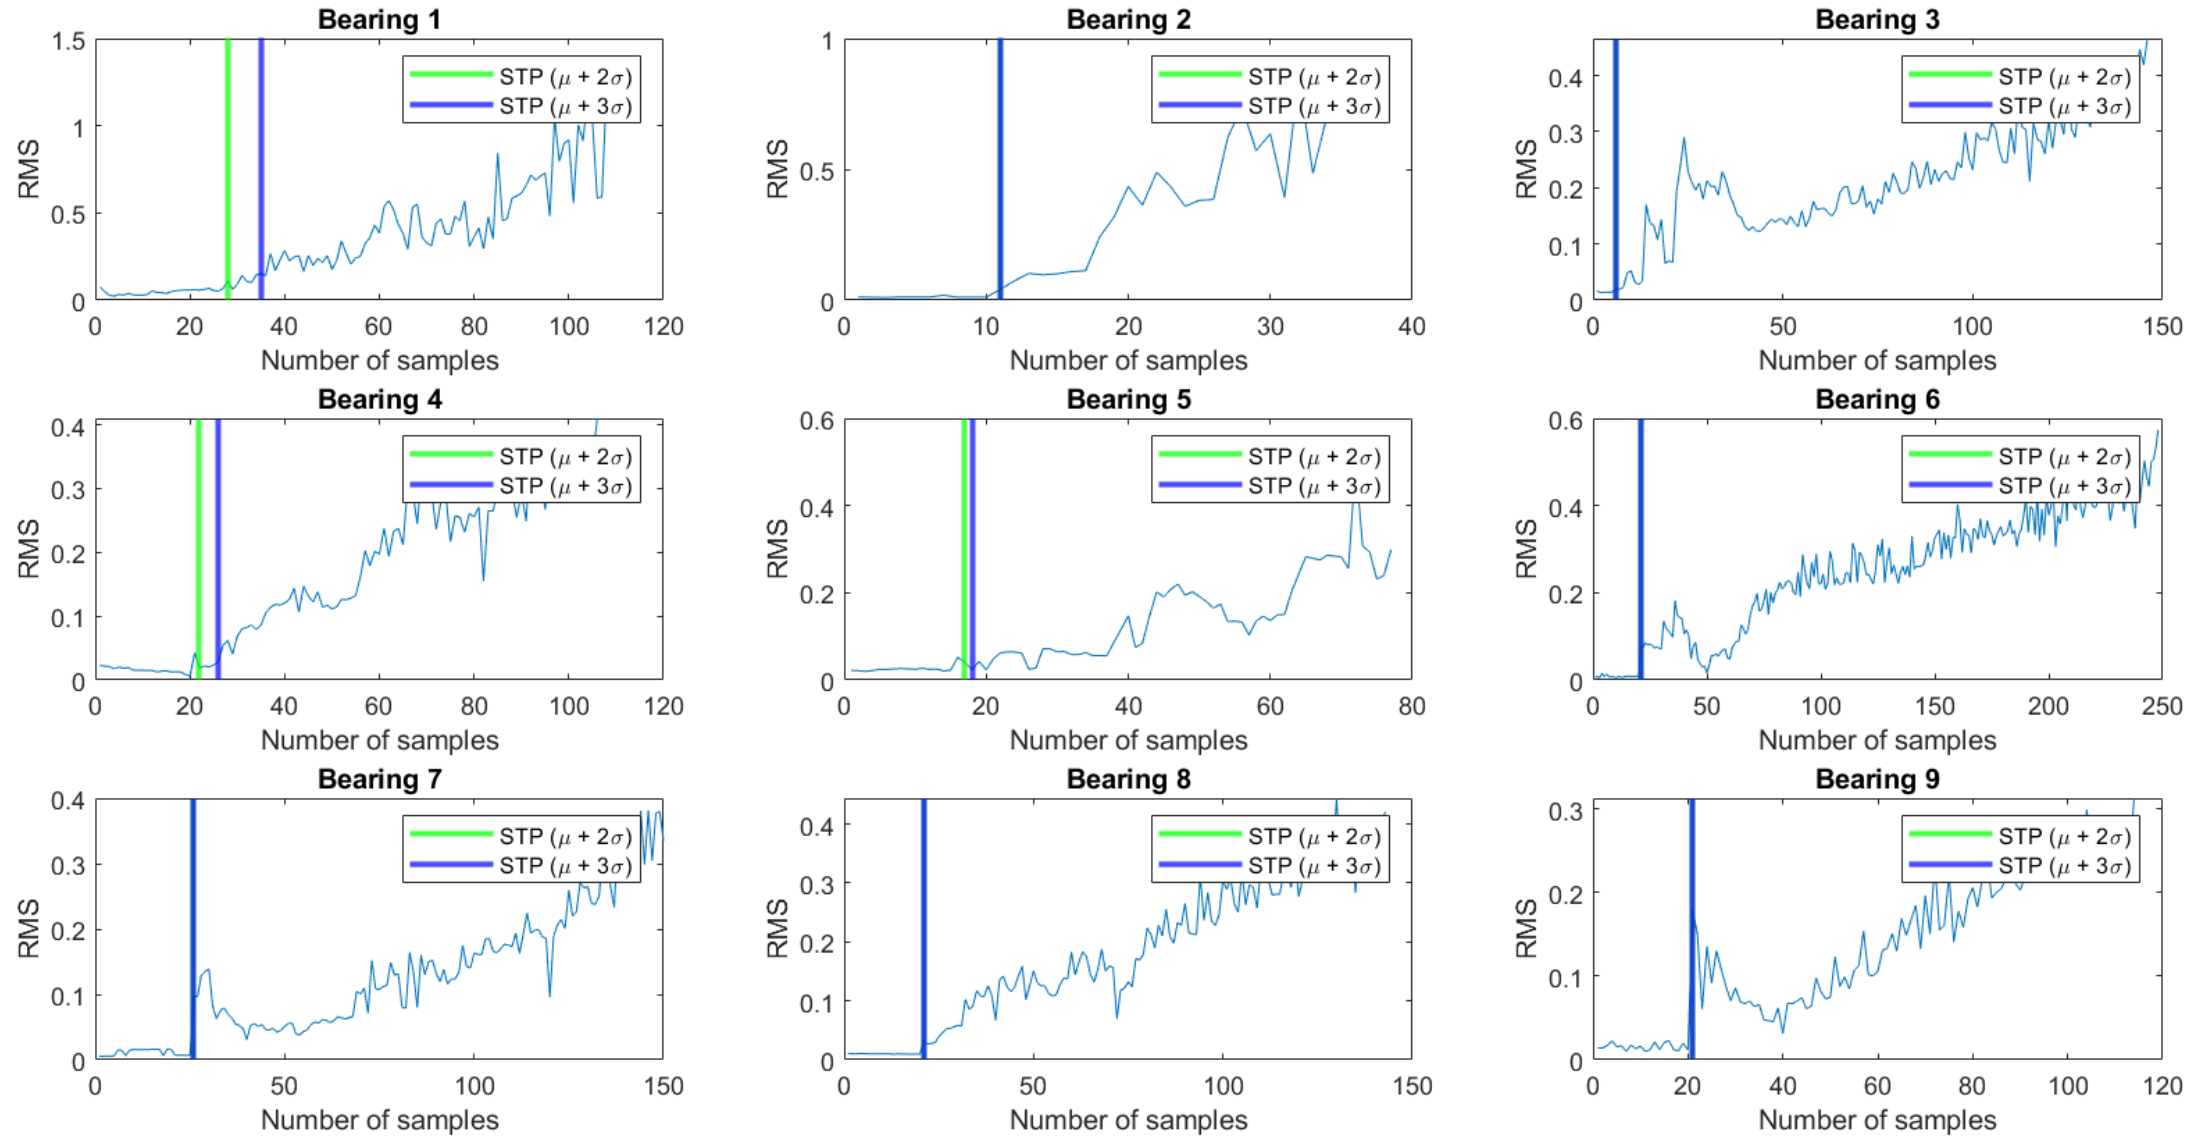 Bearing 1
1.5
1
0.5
0
RMS
STP (μ + 2σ)
STP (μ + 3σ)
0 20 40 60 80 100 120
Number of samples
Bearing 2
1
0.5
0
RMS
STP (μ + 2σ)
STP (μ + 3σ)
0 10 20 30 40
Number of samples
Bearing 3
0.4
0.3
0.2
0.1
0
RMS
STP (μ + 2σ)
STP (μ + 3σ)
0 50 100 150
Number of samples
Bearing 4
0.4
0.3
0.2
0.1
0
RMS
STP (μ + 2σ)
STP (μ + 3σ)
0 20 40 60 80 100 120
Number of samples
Bearing 5
0.6
0.4
0.2
0
RMS
STP (μ + 2σ)
STP (μ + 3σ)
0 20 40 60 80
Number of samples
Bearing 6
0.6
0.4
0.2
0
RMS
STP (μ + 2σ)
STP (μ + 3σ)
0 50 100 150 200 250
Number of samples
Bearing 7
0.4
0.3
0.2
0.1
0
RMS
STP (μ + 2σ)
STP (μ + 3σ)
0 50 100 150
Number of samples
Bearing 8
0.4
0.3
0.2
0.1
0
RMS
STP (μ + 2σ)
STP (μ + 3σ)
0 50 100 150
Number of samples
Bearing 9
0.3
0.2
0.1
0
RMS
STP (μ + 2σ)
STP (μ + 3σ)
0 20 40 60 80 100 120
Number of samples